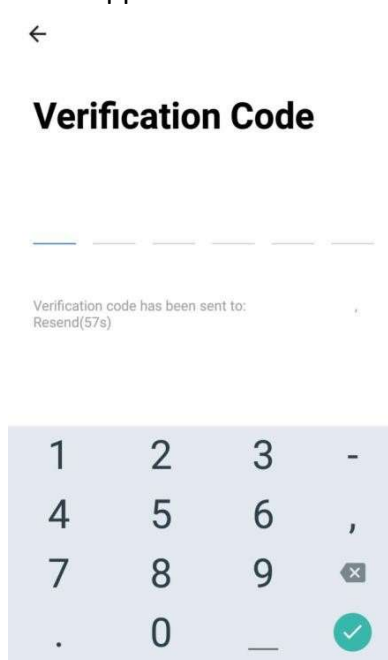 Verification Code
Verification code has been sent to: ,
Resend(57s)
1 2 3 -
4 5 6 ,
7 8 9
. 0 _